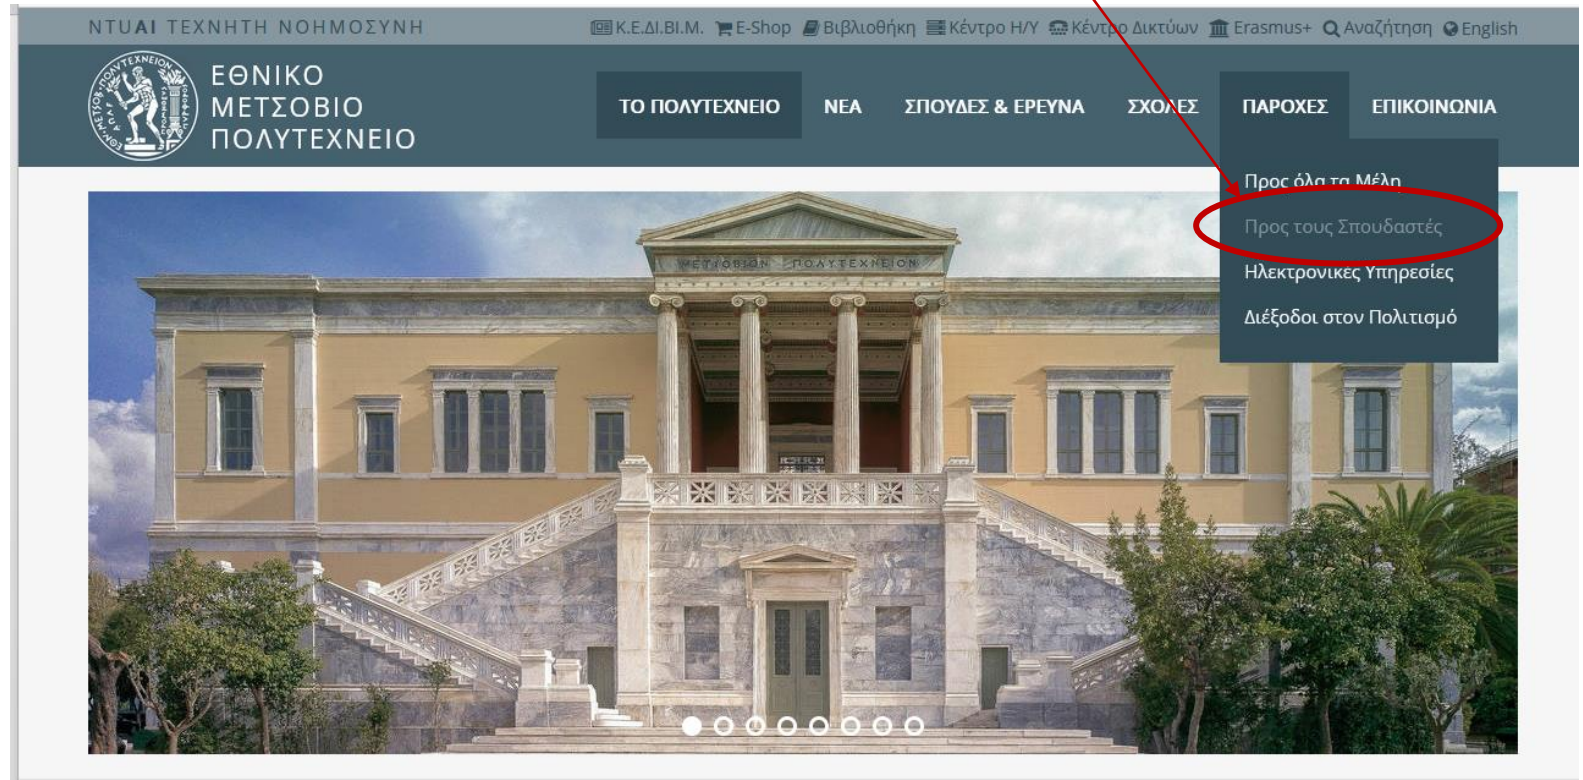 NTUAI ΤΕΧΝΗΤΗ ΝΟΗΜΟΣΥΝΗ
Κ.Ε.ΔΙ.ΒΙ.Μ. E-Shop Βιβλιοθήκη Κέντρο Η/Υ Κέντρο Δικτύων Erasmus+ Αναζήτηση English
ΕΘΝΙΚΟ
ΜΕΤΣΟΒΙΟ
ΠΟΛΥΤΕΧΝΕΙΟ
ΤΟ ΠΟΛΥΤΕΧΝΕΙΟ ΝΕΑ ΣΠΟΥΔΕΣ & ΕΡΕΥΝΑ ΣΧΟΛΕΣ ΠΑΡΟΧΕΣ ΕΠΙΚΟΙΝΩΝΙΑ
Προς όλα τα Μέλη
Προς τους Σπουδαστές
Ηλεκτρονικές Υπηρεσίες
Διέξοδοι στον Πολιτισμό
ΜΕΤΣΟΒΙΟΝ ΠΟΛΥΤΕΧΝΕΙΟΝ